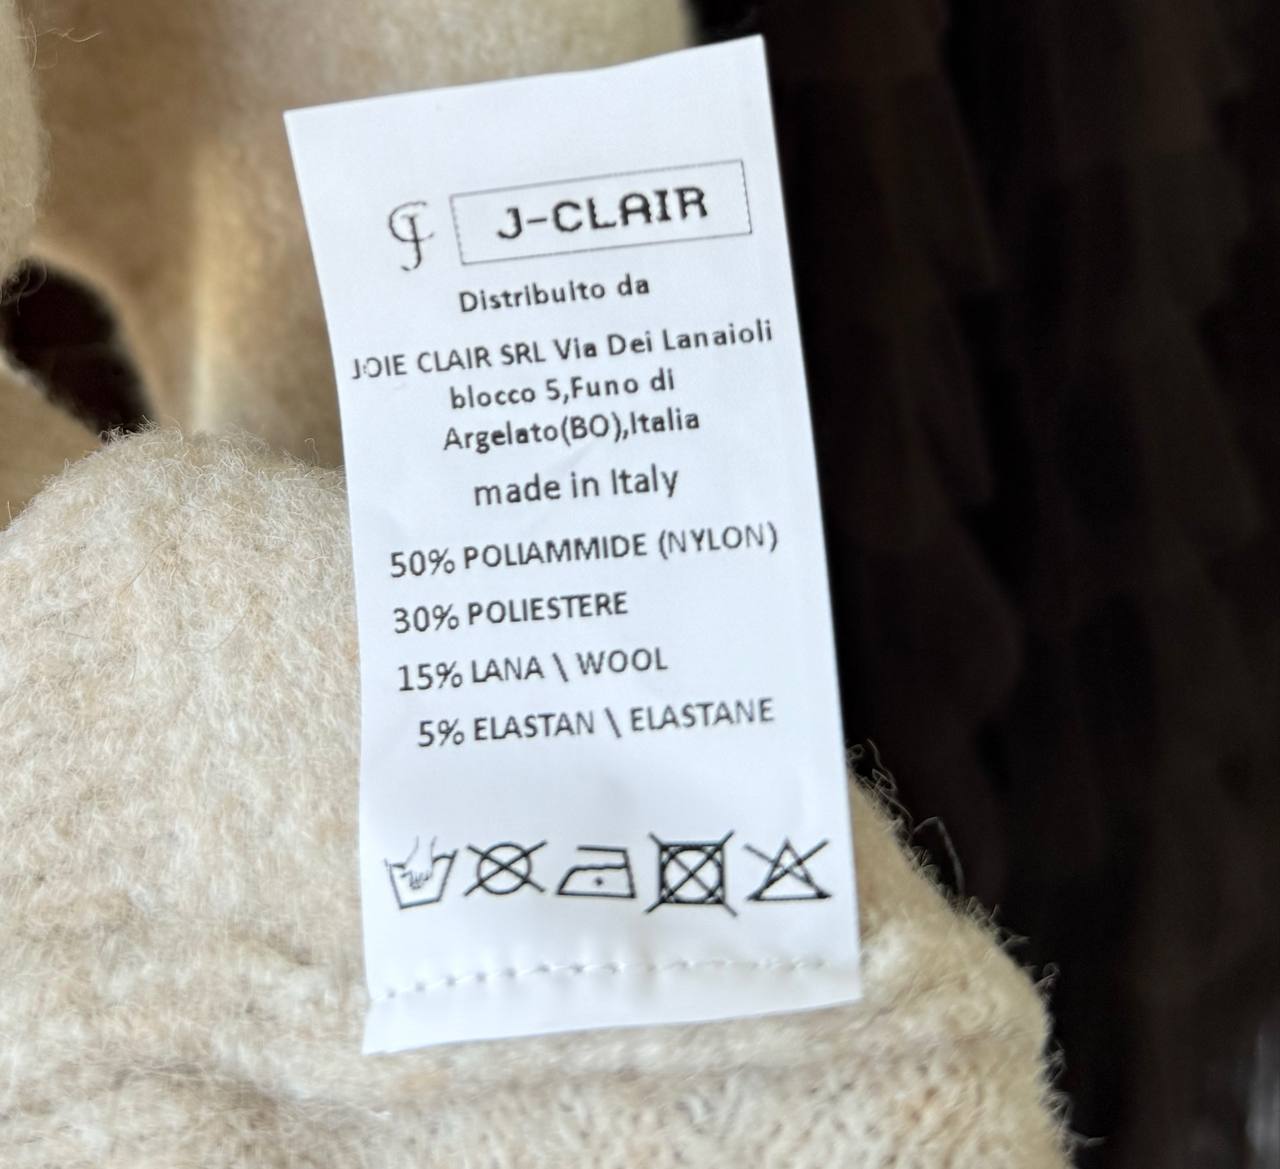 J-CLAIR
Distribuito da
JOIE CLAIR SRL Via Dei Lanaioli
blocco 5,Funo di
Argelato(BO),Italia
made in Italy
50% POLIAMMIDE (NYLON)
30% POLIESTERE
15% LANA \ WOOL
5% ELASTAN \ ELASTANE